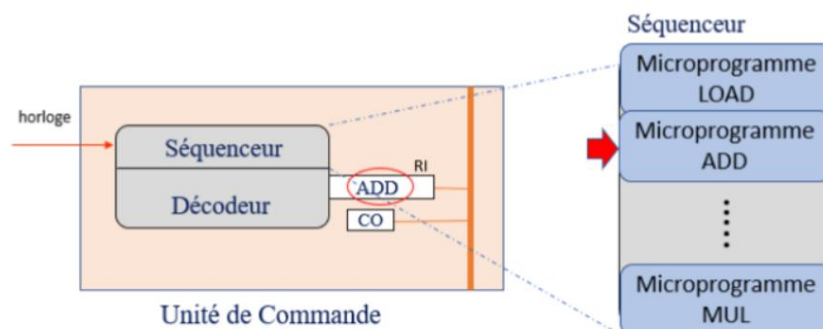 Séquenceur
Microprogramme
LOAD
horloge
Séquenceur
Microprogramme
ADD
RI
ADD
Décodeur
CO
Unité de Commande
Microprogramme
MUL